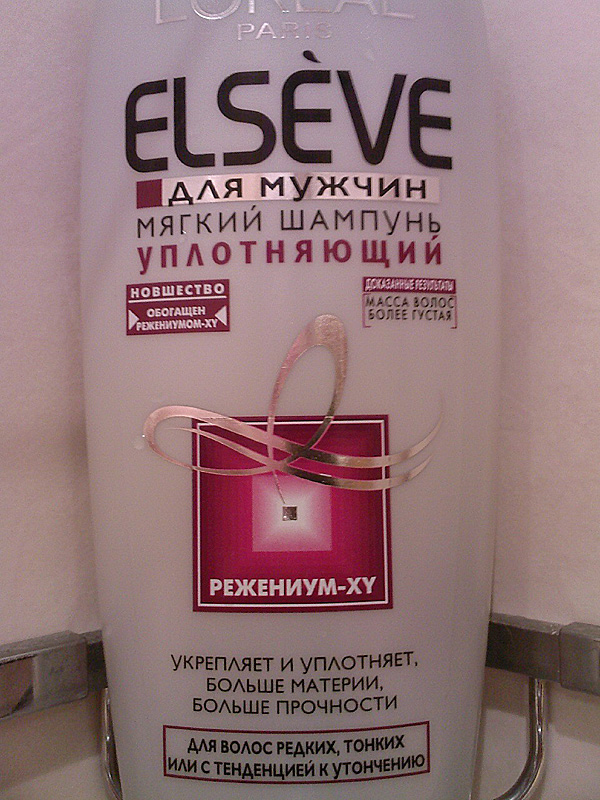 L'ORÉAL
PARIS
ELSÈVE
ДЛЯ МУЖЧИН
МЯГКИЙ ШАМПУНЬ
УПЛОТНЯЮЩИЙ
НОВШЕСТВО
ОБОГАЩЕН
РЕЖЕНИУМОМ-XY
ДОКАЗАННЫЕ РЕЗУЛЬТАТЫ
МАССА ВОЛОС
БОЛЕЕ ГУСТАЯ
РЕЖЕНИУМ-XY
УКРЕПЛЯЕТ И УПЛОТНЯЕТ,
БОЛЬШЕ МАТЕРИИ,
БОЛЬШЕ ПРОЧНОСТИ
ДЛЯ ВОЛОС РЕДКИХ, ТОНКИХ
ИЛИ С ТЕНДЕНЦИЕЙ К УТОНЧЕНИЮ